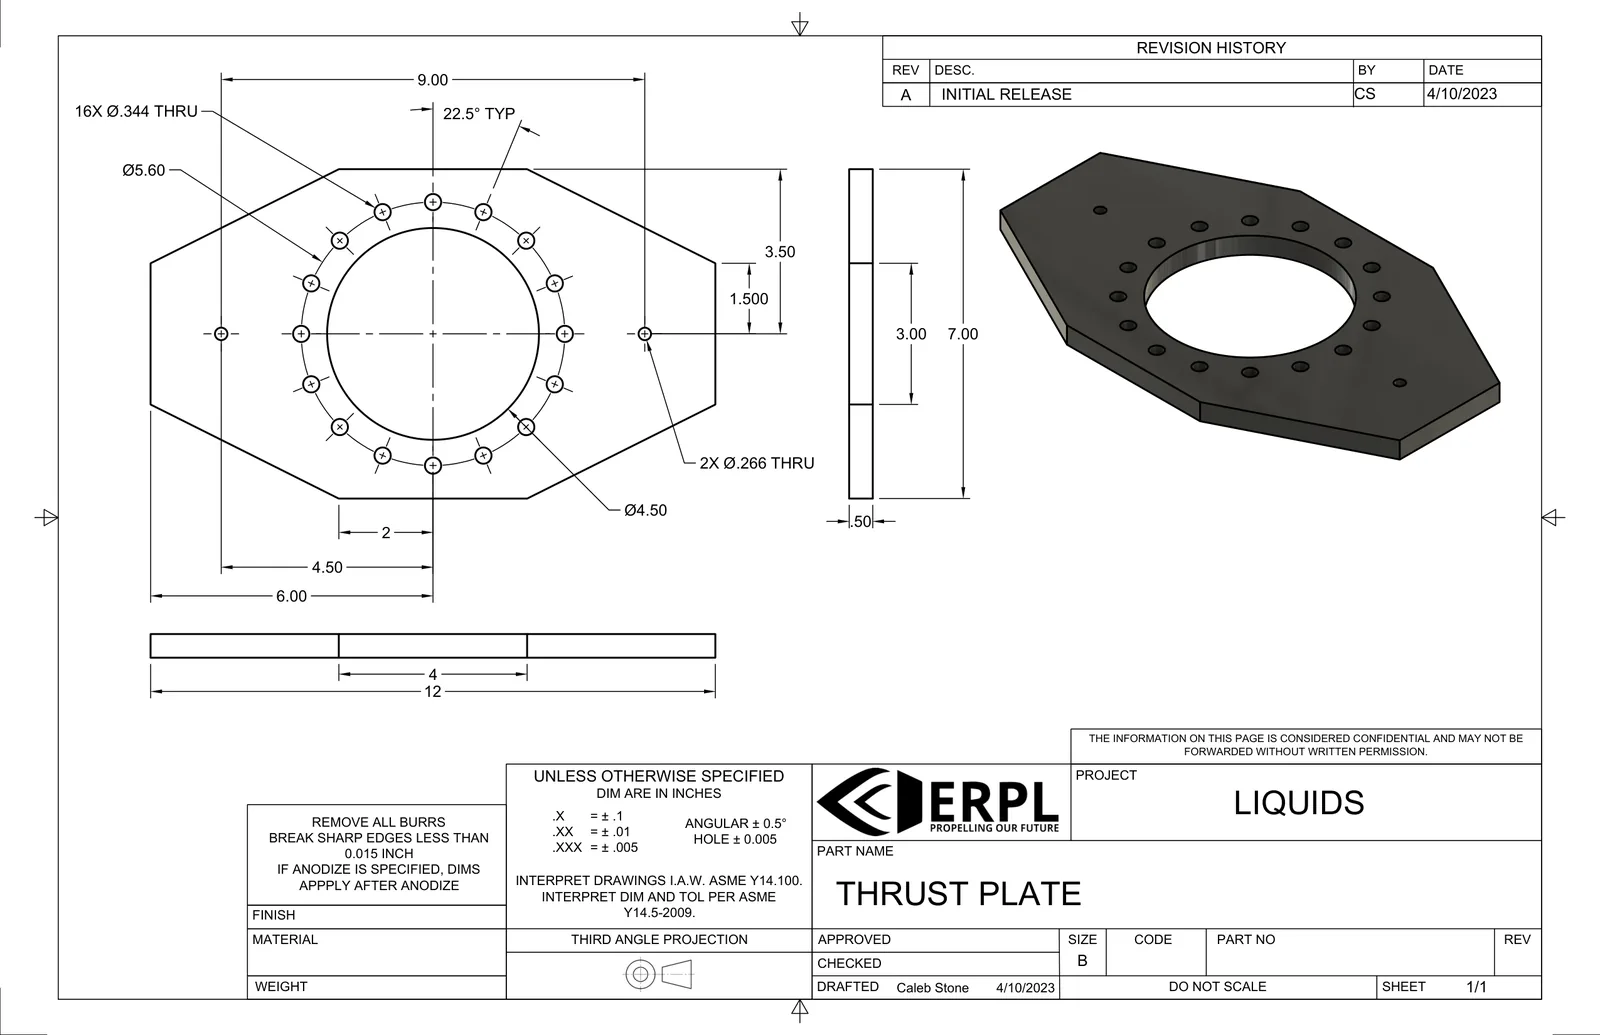 REVISION HISTORY
REV DESC. BY DATE
A INITIAL RELEASE CS 4/10/2023
9.00
22.5° TYP
16X Ø.344 THRU
Ø5.60
3.50
1.500
2X Ø.266 THRU
Ø4.50
2
4.50
6.00
3.00
7.00
.50
4
12
THE INFORMATION ON THIS PAGE IS CONSIDERED CONFIDENTIAL AND MAY NOT BE
FORWARDED WITHOUT WRITTEN PERMISSION.
REMOVE ALL BURRS
BREAK SHARP EDGES LESS THAN
0.015 INCH
IF ANODIZE IS SPECIFIED, DIMS
APPPLY AFTER ANODIZE
FINISH
MATERIAL
WEIGHT
UNLESS OTHERWISE SPECIFIED
DIM ARE IN INCHES
.X = ± .1
.XX = ± .01
.XXX = ± .005
ANGULAR ± 0.5°
HOLE ± 0.005
INTERPRET DRAWINGS I.A.W. ASME Y14.100.
INTERPRET DIM AND TOL PER ASME
Y14.5-2009.
THIRD ANGLE PROJECTION
ERPL
PROPELLING OUR FUTURE
PROJECT
LIQUIDS
PART NAME
THRUST PLATE
APPROVED
CHECKED
DRAFTED Caleb Stone 4/10/2023
SIZE
B
CODE
PART NO
REV
DO NOT SCALE
SHEET 1/1